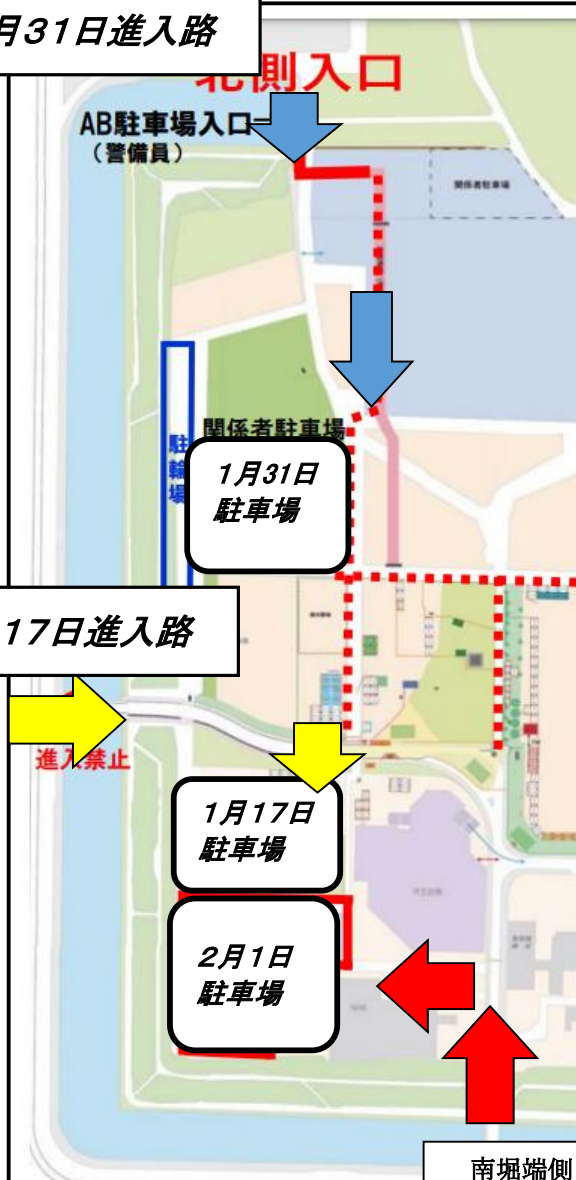 月31日進入路
北側入口
AB駐車場入口
（警備員）
関係者駐車場
関係者駐車場
駐輪場
1月31日
駐車場
17日進入路
進入禁止
1月17日
駐車場
2月1日
駐車場
南堀端側